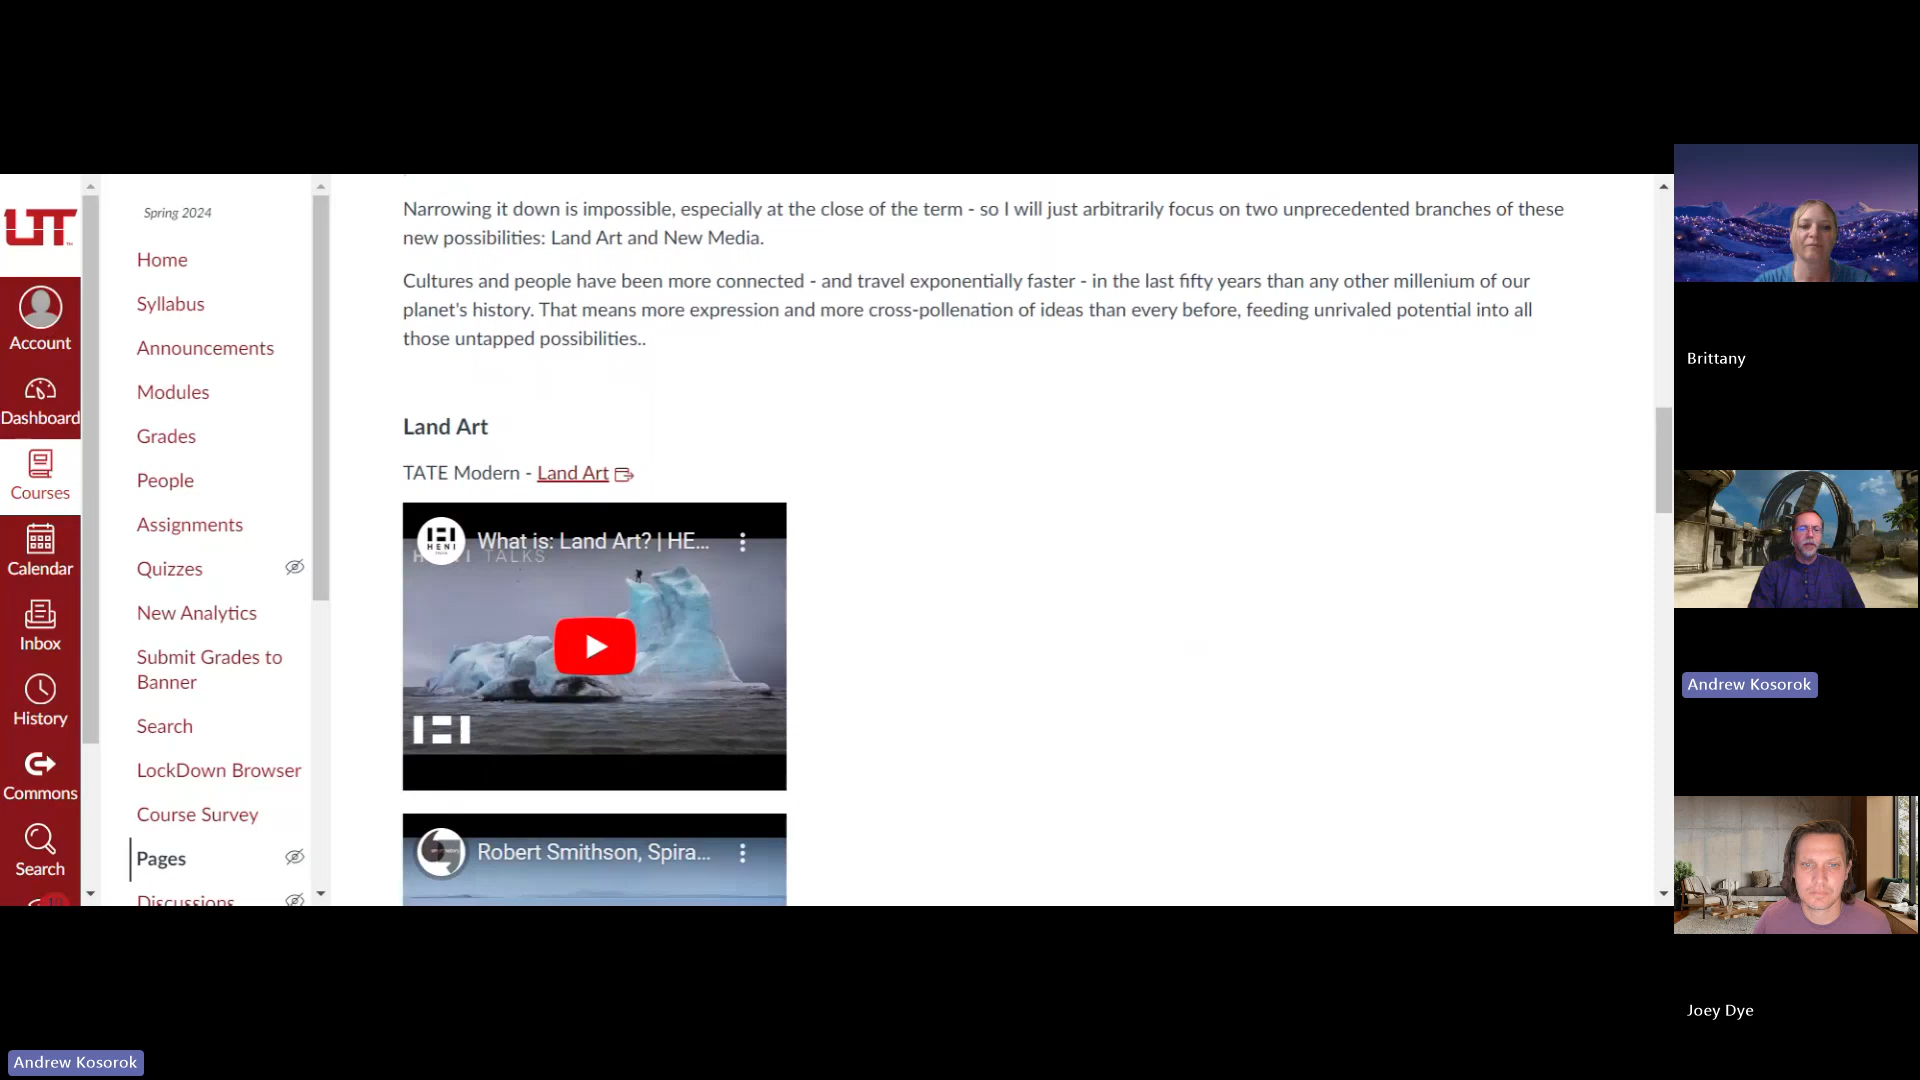 UT
Account
Dashboard
Courses
Calendar
Inbox
History
Commons
Search
10
Spring 2024
Home
Syllabus
Announcements
Modules
Grades
People
Assignments
Quizzes
New Analytics
Submit Grades to
Banner
Search
LockDown Browser
Course Survey
Pages
Discussions
Narrowing it down is impossible, especially at the close of the term - so I will just arbitrarily focus on two unprecedented branches of these
new possibilities: Land Art and New Media.
Cultures and people have been more connected - and travel exponentially faster - in the last fifty years than any other millenium of our
planet's history. That means more expression and more cross-pollenation of ideas than every before, feeding unrivaled potential into all
those untapped possibilities..
Land Art
TATE Modern - Land Art
HENI
What is: Land Art? | HE...
HENI TALKS
Robert Smithson, Spira...
Brittany
Andrew Kosorok
Joey Dye
Andrew Kosorok